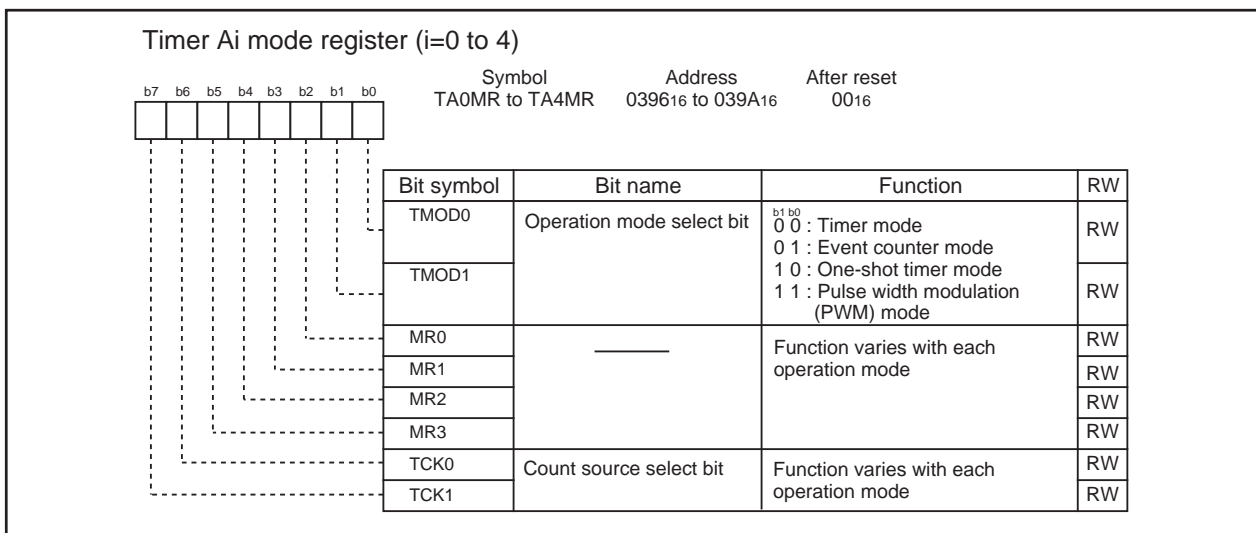 Timer Ai mode register (i=0 to 4)
Symbol Address After reset
TA0MR to TA4MR 039616 to 039A16 0016
b7 b6 b5 b4 b3 b2 b1 b0
Bit symbol Bit name Function RW
TMOD0 Operation mode select bit b1 b0
0 0 : Timer mode RW
0 1 : Event counter mode
TMOD1 1 0 : One-shot timer mode
1 1 : Pulse width modulation RW
(PWM) mode
MR0 Function varies with each RW
MR1 operation mode RW
MR2 RW
MR3 RW
TCK0 Count source select bit Function varies with each RW
TCK1 operation mode RW